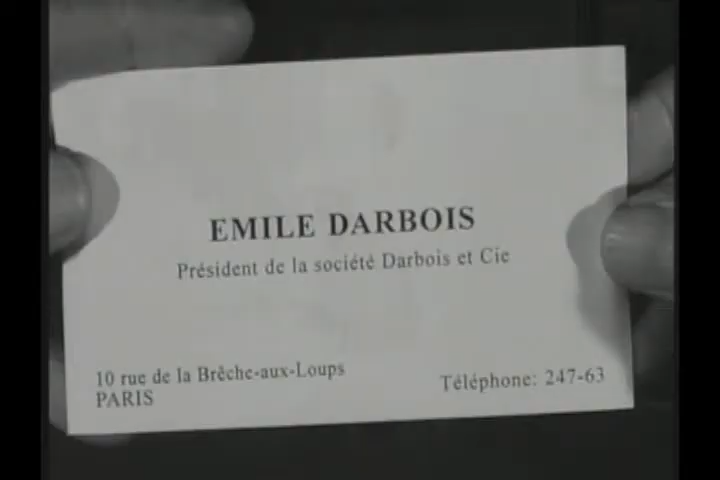 EMILE DARBOIS
Président de la société Darbois et Cie
10 rue de la Brêche-aux-Loups
PARIS
Téléphone: 247-63